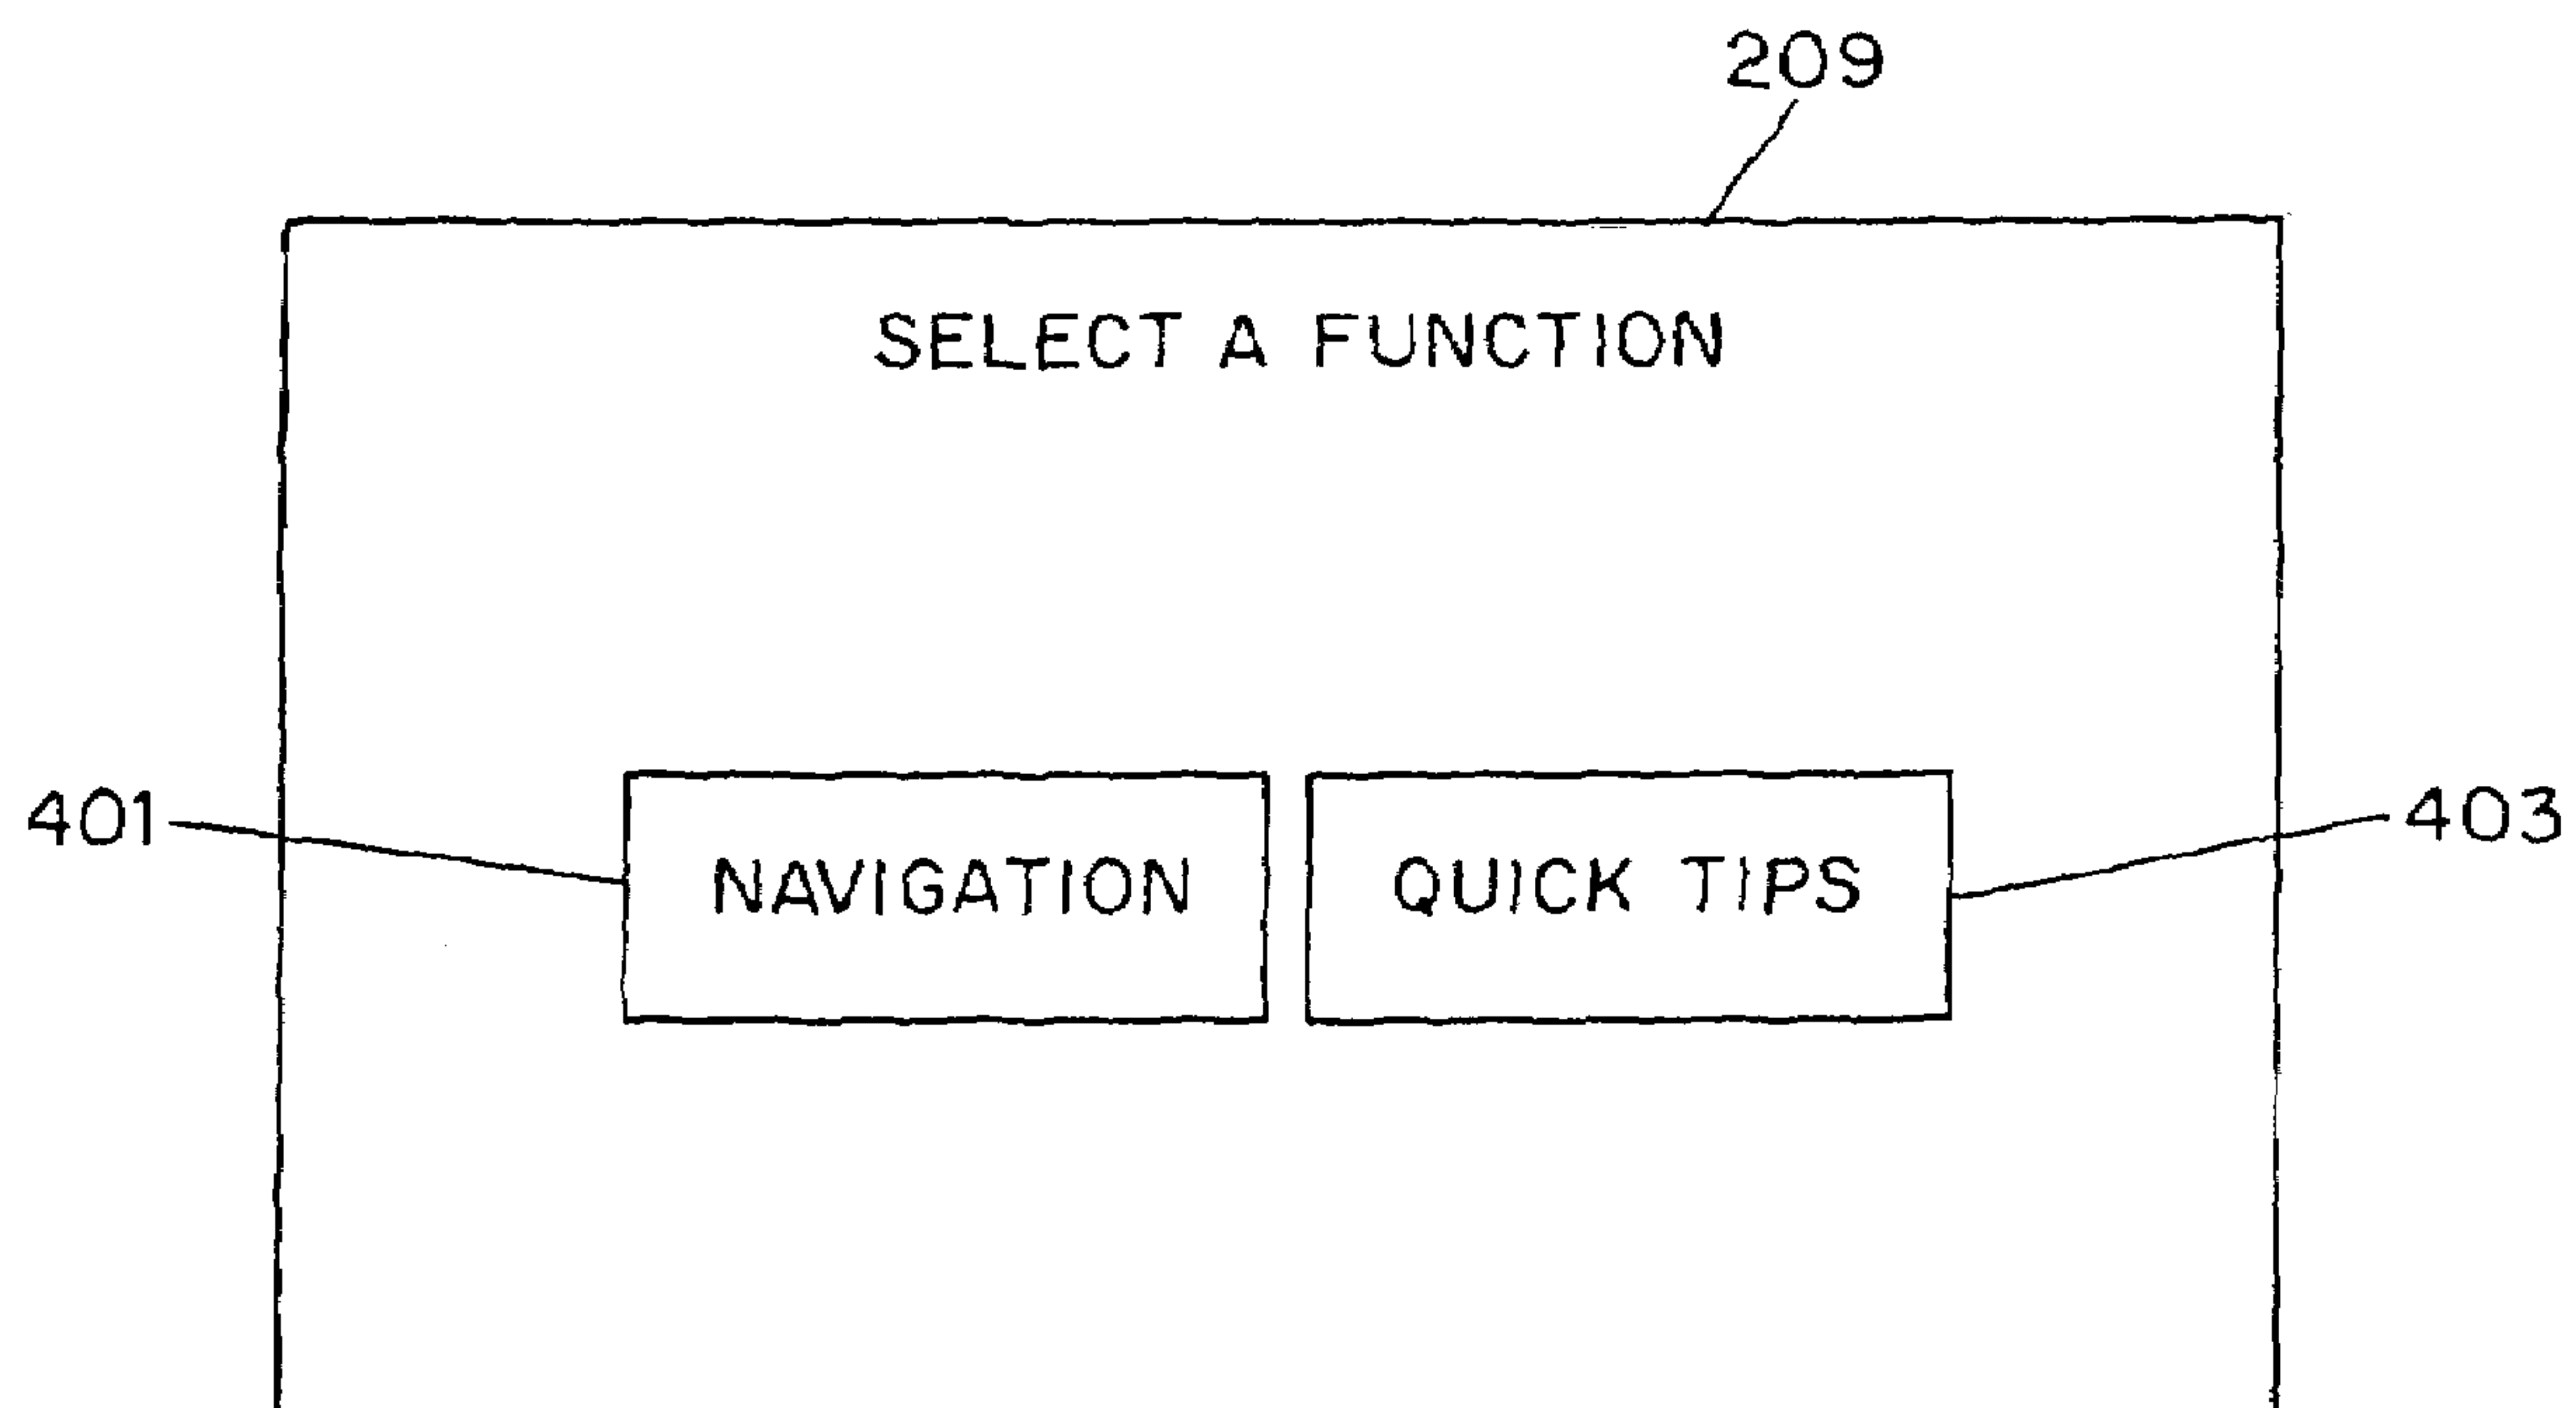 209
SELECT A FUNCTION
401
NAVIGATION
QUICK TIPS
403